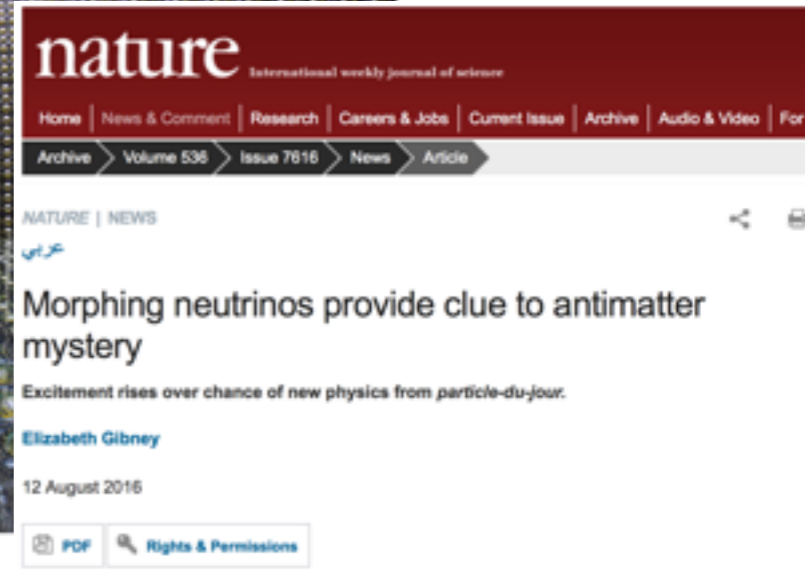 nature International weekly journal of science
Home News & Comment Research Careers & Jobs Current Issue Archive Audio & Video For
Archive Volume 536 Issue 7616 News Article
NATURE | NEWS
عربي
Morphing neutrinos provide clue to antimatter
mystery
Excitement rises over chance of new physics from particle-du-jour.
Elizabeth Gibney
12 August 2016
PDF Rights & Permissions